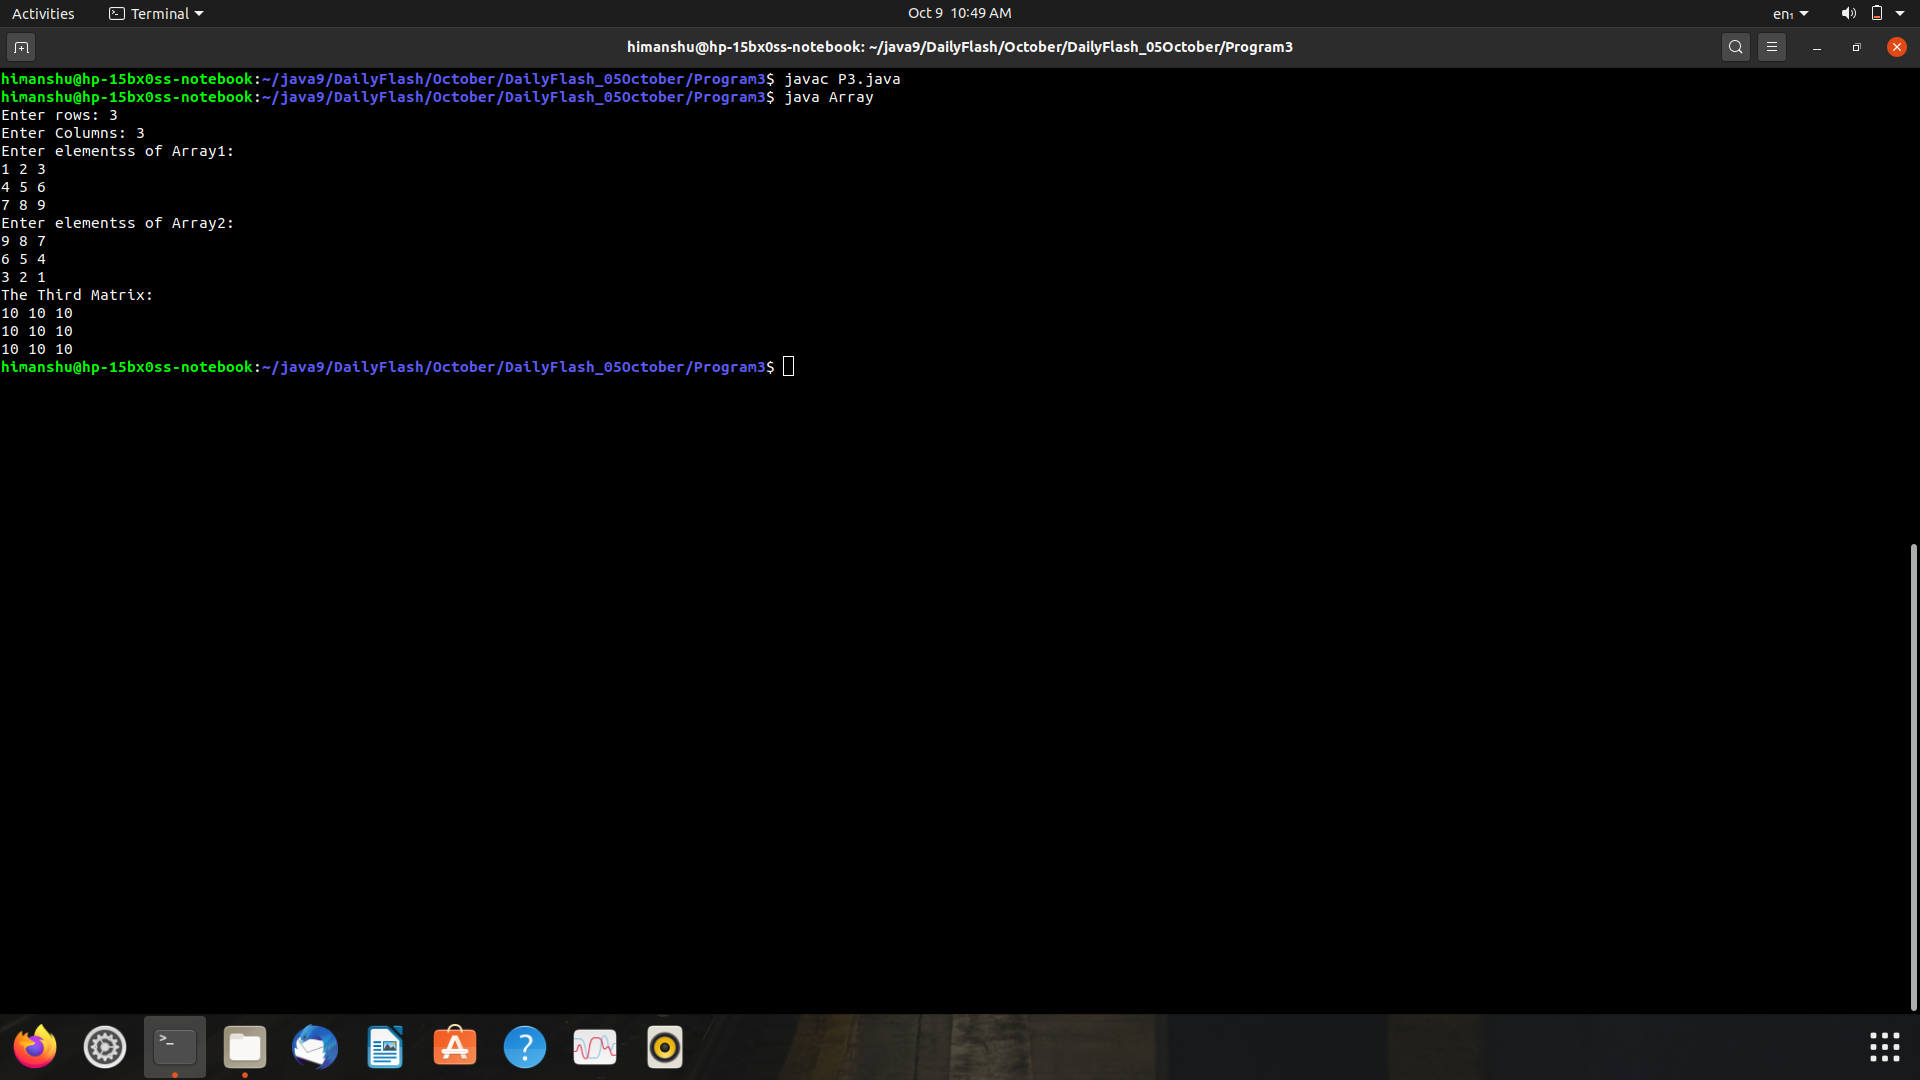 Activities Terminal Oct 9 10:49 AM en₁
himanshu@hp-15bx0ss-notebook: ~/java9/DailyFlash/October/DailyFlash_05October/Program3
himanshu@hp-15bx0ss-notebook:~/java9/DailyFlash/October/DailyFlash_05October/Program3$ javac P3.java
himanshu@hp-15bx0ss-notebook:~/java9/DailyFlash/October/DailyFlash_05October/Program3$ java Array
Enter rows: 3
Enter Columns: 3
Enter elementss of Array1:
1 2 3
4 5 6
7 8 9
Enter elementss of Array2:
9 8 7
6 5 4
3 2 1
The Third Matrix:
10 10 10
10 10 10
10 10 10
himanshu@hp-15bx0ss-notebook:~/java9/DailyFlash/October/DailyFlash_05October/Program3$